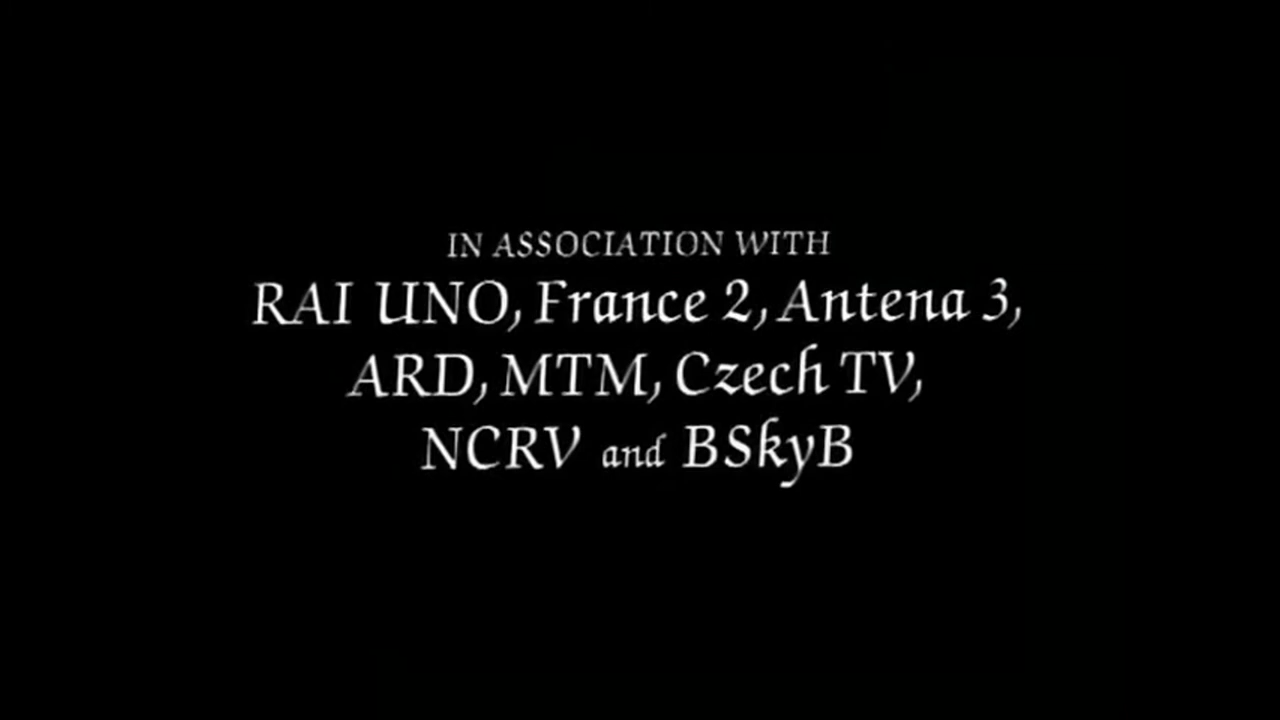 IN ASSOCIATION WITH
RAI UNO, France 2, Antena 3,
ARD, MTM, Czech TV,
NCRV and BSkyB